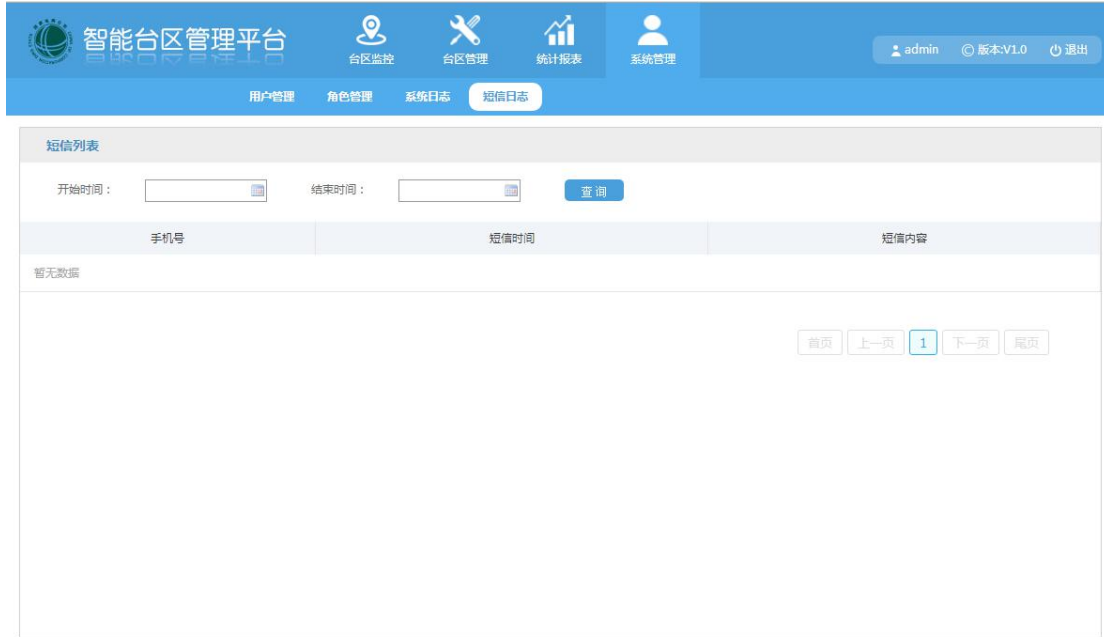 智能台区管理平台
台区监控 台区管理 统计报表 系统管理
admin ©版本:V1.0 退出
用户管理 角色管理 系统日志 短信日志
短信列表
开始时间： 结束时间： 查询
手机号 短信时间 短信内容
暂无数据
首页 上一页 1 下一页 尾页